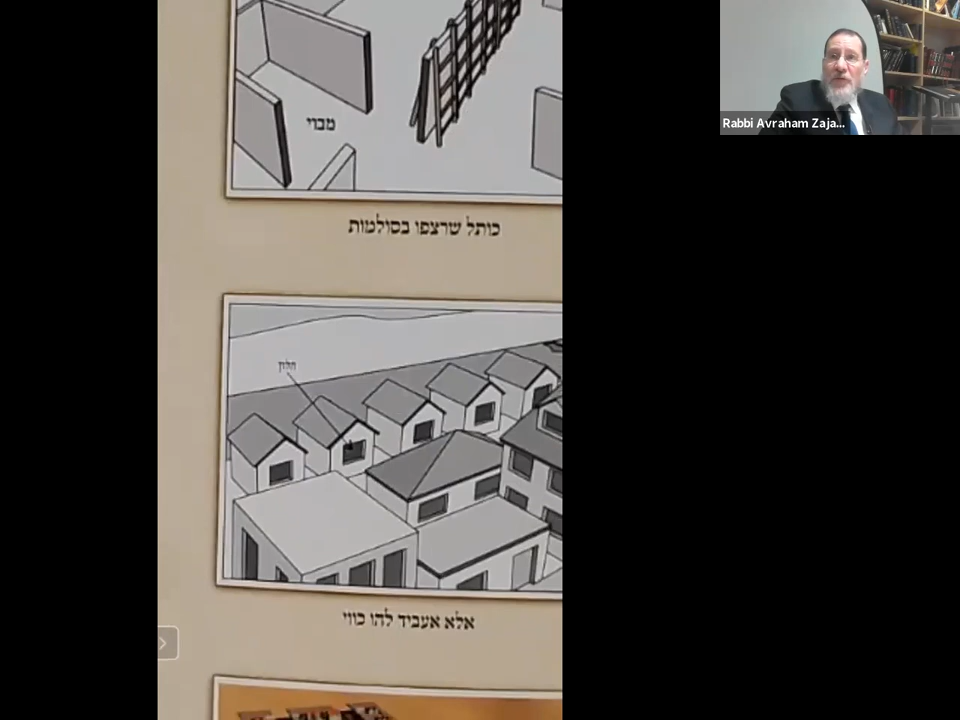 Rabbi Avraham Zaja...
מבוי
כותל שרצפו בסולמות
חלון
אלא אעביד להו כווי